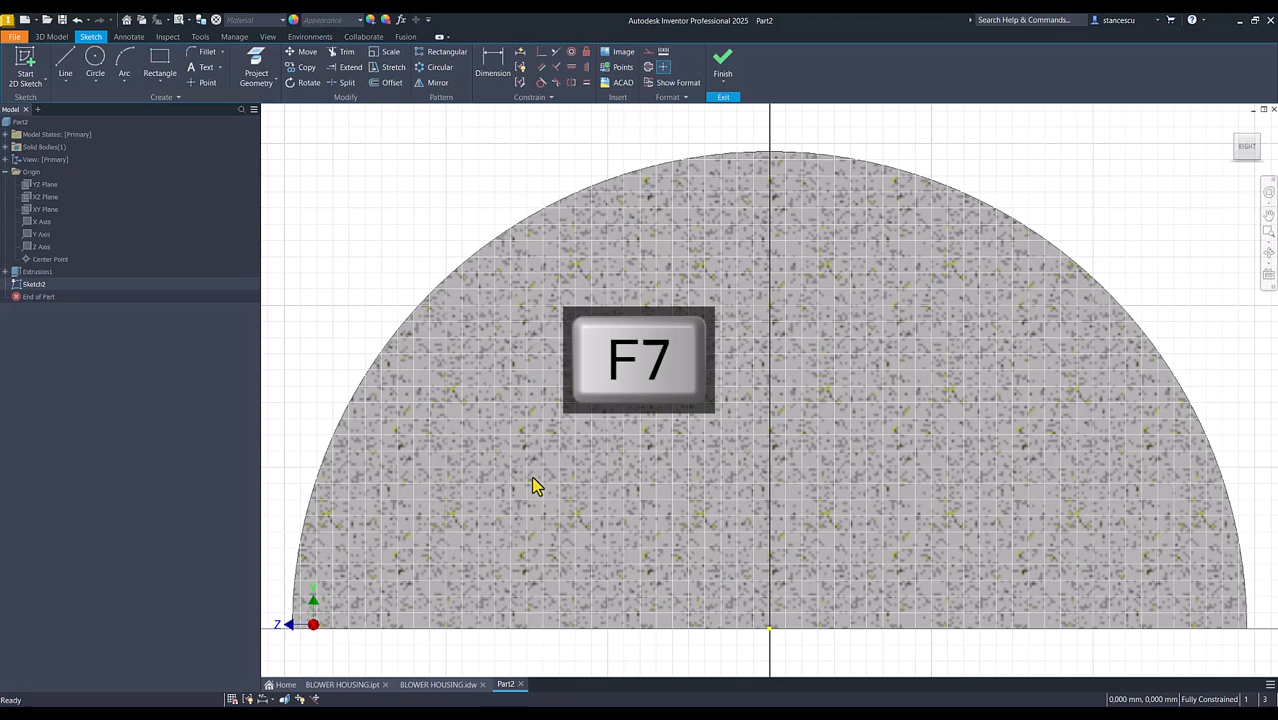 Material
Appearance
Autodesk Inventor Professional 2025 Part2
Search Help & Commands...
stancescu
File
3D Model
Sketch
Annotate
Inspect
Tools
Manage
View
Environments
Collaborate
Fusion
Start
2D Sketch
Line
Circle
Arc
Rectangle
Fillet
Text
Point
Project
Geometry
Move
Copy
Rotate
Trim
Extend
Split
Scale
Stretch
Offset
Rectangular
Circular
Mirror
Dimension
Image
Points
ACAD
Show Format
Finish
Sketch
Create
Modify
Pattern
Constrain
Insert
Format
Exit
Model
Part2
Model States: [Primary]
Solid Bodies(1)
View: [Primary]
Origin
YZ Plane
XZ Plane
XY Plane
X Axis
Y Axis
Z Axis
Center Point
Extrusion1
Sketch2
End of Part
RIGHT
F7
Y
Z
Home
BLOWER HOUSING.ipt
BLOWER HOUSING.idw
Part2
Ready
0,000 mm, 0,000 mm
Fully Constrained
1
3